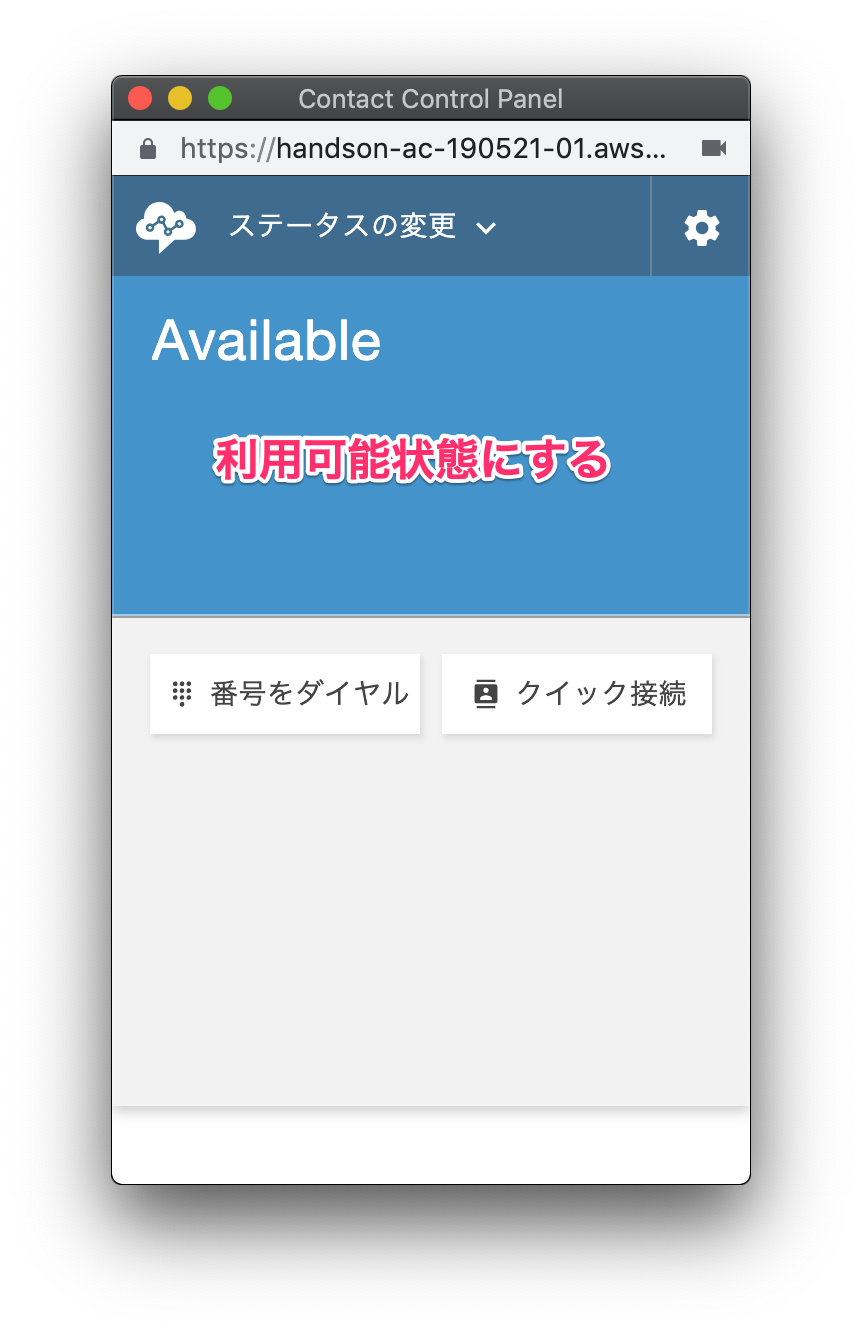 Contact Control Panel
https://handson-ac-190521-01.aws...
ステータスの変更
Available
利用可能状態にする
番号をダイヤル
クイック接続